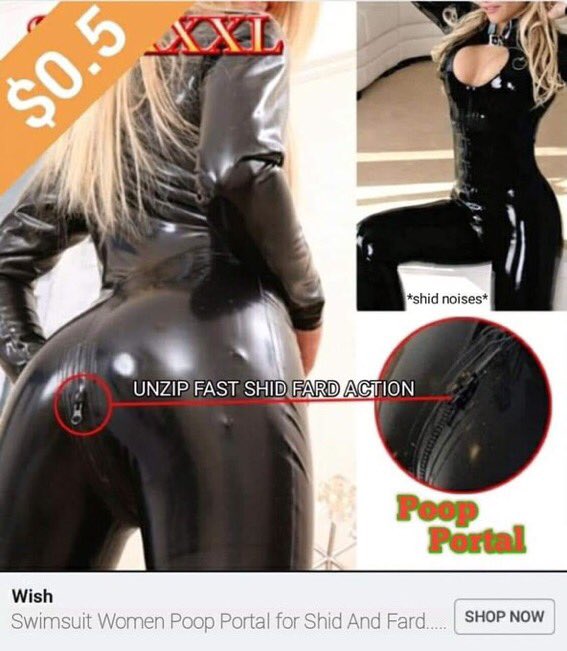 $0.5
XXL
*shid noises*
UNZIP FAST SHID FARD ACTION
Poop
Portal
Wish
Swimsuit Women Poop Portal for Shid And Fard.....
SHOP NOW